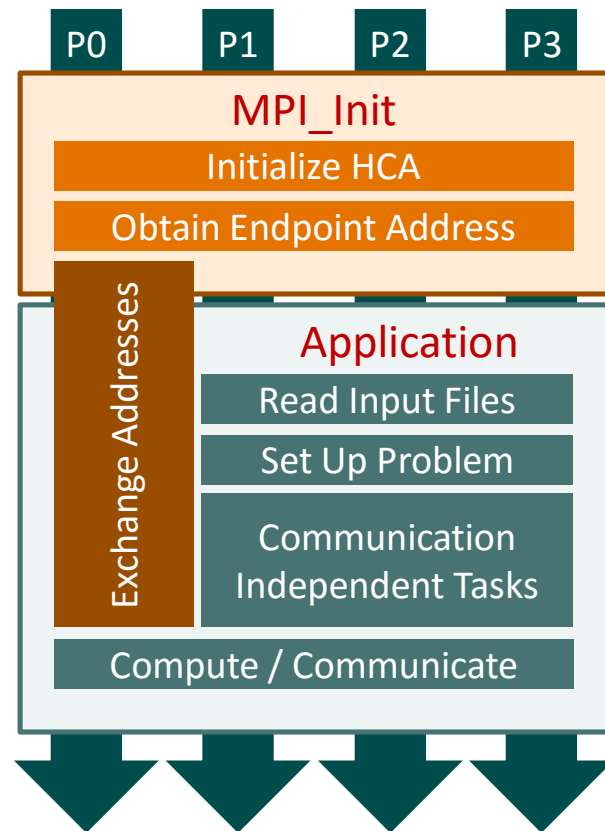 P0 P1 P2 P3
MPI_Init
Initialize HCA
Obtain Endpoint Address
Exchange Addresses
Application
Read Input Files
Set Up Problem
Communication
Independent Tasks
Compute / Communicate